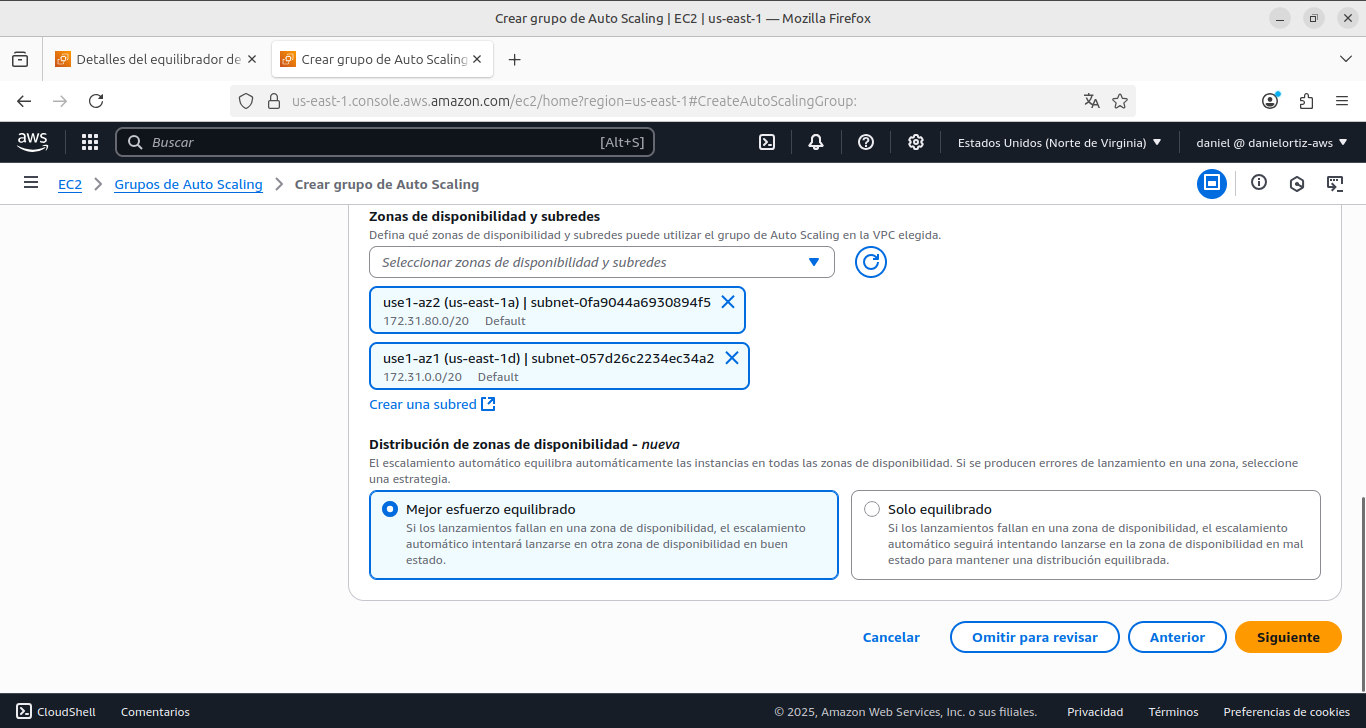 Crear grupo de Auto Scaling | EC2 | us-east-1 — Mozilla Firefox
Detalles del equilibrador de
Crear grupo de Auto Scaling
us-east-1.console.aws.amazon.com/ec2/home?region=us-east-1#CreateAutoScalingGroup:
aws
Buscar
[Alt+S]
Estados Unidos (Norte de Virginia)
daniel @ danielortiz-aws
EC2
Grupos de Auto Scaling
Crear grupo de Auto Scaling
Zonas de disponibilidad y subredes
Defina qué zonas de disponibilidad y subredes puede utilizar el grupo de Auto Scaling en la VPC elegida.
Seleccionar zonas de disponibilidad y subredes
use1-az2 (us-east-1a) | subnet-0fa9044a6930894f5
172.31.80.0/20 Default
use1-az1 (us-east-1d) | subnet-057d26c2234ec34a2
172.31.0.0/20 Default
Crear una subred
Distribución de zonas de disponibilidad - nueva
El escalamiento automático equilibra automáticamente las instancias en todas las zonas de disponibilidad. Si se producen errores de lanzamiento en una zona, seleccione
una estrategia.
Mejor esfuerzo equilibrado
Si los lanzamientos fallan en una zona de disponibilidad, el escalamiento
automático intentará lanzarse en otra zona de disponibilidad en buen
estado.
Solo equilibrado
Si los lanzamientos fallan en una zona de disponibilidad, el escalamiento
automático seguirá intentando lanzarse en la zona de disponibilidad en mal
estado para mantener una distribución equilibrada.
Cancelar
Omitir para revisar
Anterior
Siguiente
CloudShell
Comentarios
© 2025, Amazon Web Services, Inc. o sus filiales.
Privacidad
Términos
Preferencias de cookies